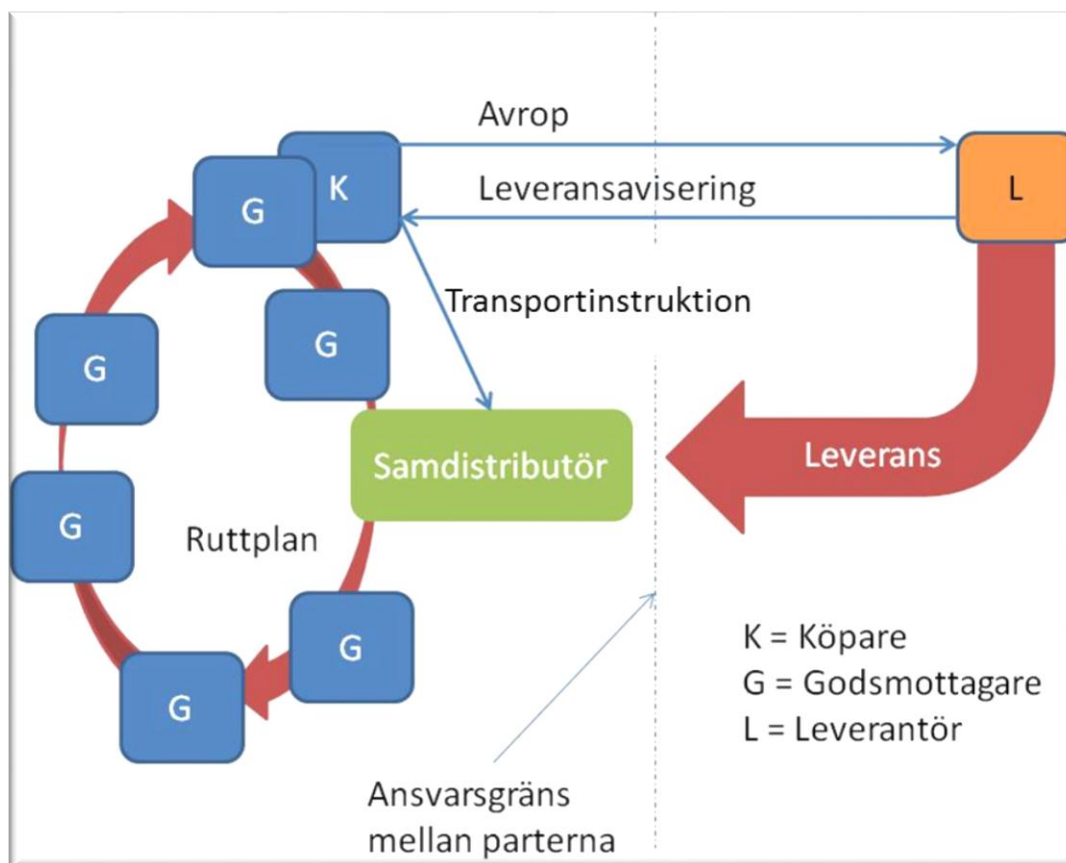 Avrop
K
L
G
Leveransavisering
Transportinstruktion
G
G
Samdistributör
Leverans
G
Ruttplan
G
G
K = Köpare
G = Godsmottagare
L = Leverantör
Ansvarsgräns
mellan parterna